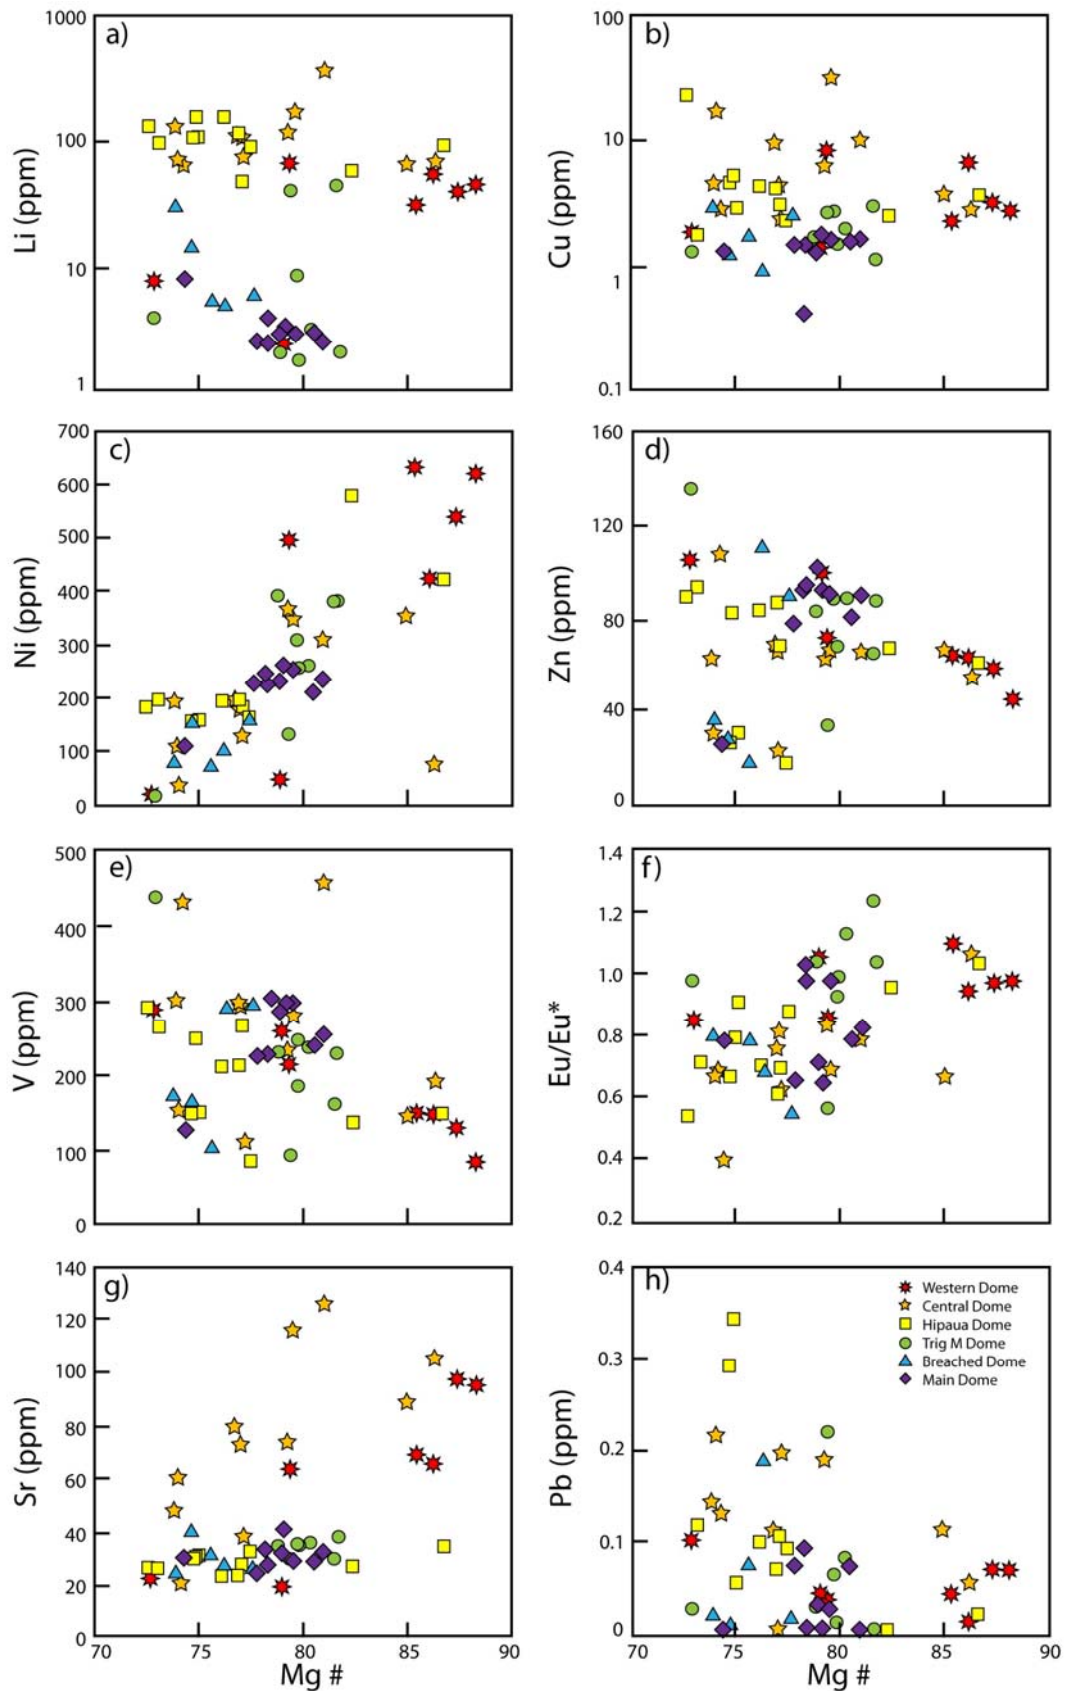 a)
1000
100
10
1
Li (ppm)
b)
100
10
1
0.1
Cu (ppm)
c)
700
600
500
400
300
200
100
0
Ni (ppm)
d)
160
120
80
40
0
Zn (ppm)
e)
500
400
300
200
100
0
V (ppm)
f)
1.4
1.2
1.0
0.8
0.6
0.4
0.2
Eu/Eu*
g)
140
120
100
80
60
40
20
0
Sr (ppm)
70 75 80 85 90
Mg #
h)
0.4
0.3
0.2
0.1
0
Pb (ppm)
Western Dome
Central Dome
Hipaua Dome
Trig M Dome
Breached Dome
Main Dome
70 75 80 85 90
Mg #